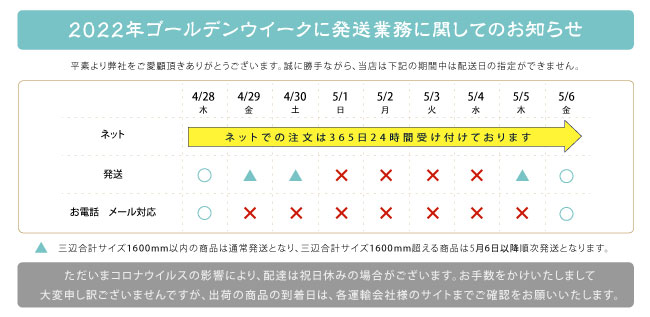 2022年ゴールデンウイークに発送業務に関してのお知らせ
平素より弊社をご愛顧頂きありがとうございます。誠に勝手ながら、当店は下記の期間中は配送日の指定ができません。
4/28 4/29 4/30 5/1 5/2 5/3 5/4 5/5 5/6
木 金 土 日 月 火 水 木 金
ネット ネットでの注文は365日24時間受け付けております
発送 ○ ▲ ▲ × × × × ▲ ○
お電話 メール対応 ○ × × × × × × × ○
▲ 三辺合計サイズ1600mm以内の商品は通常発送となり、三辺合計サイズ1600mm超える商品は5月6日以降順次発送となります。
ただいまコロナウイルスの影響により、配達は祝日休みの場合がございます。お手数をかけいたしまして
大変申し訳ございませんですが、出荷の商品の到着日は、各運輸会社様のサイトまでご確認をお願いいたします。